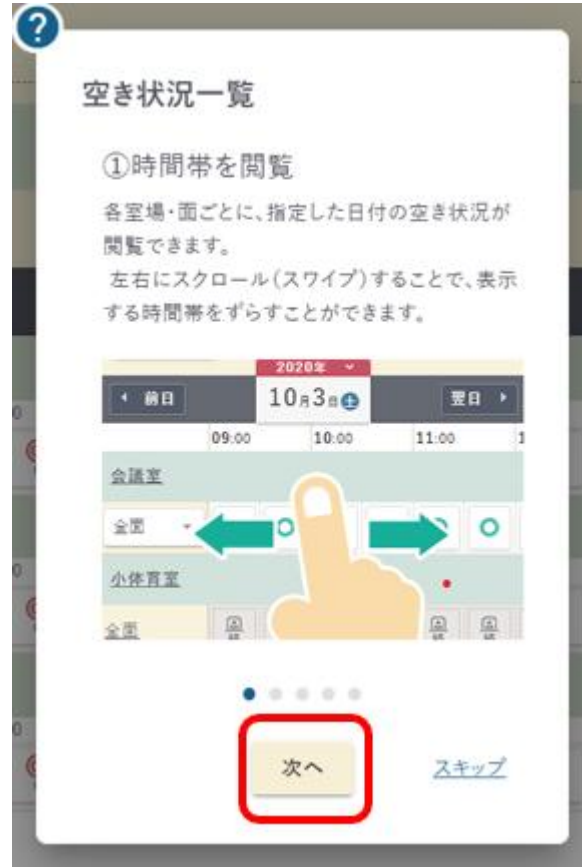 ?
空き状況一覧
①時間帯を閲覧
各室場・面ごとに、指定した日付の空き状況が
閲覧できます。
左右にスクロール(スワイプ)することで、表示
する時間帯をずらすことができます。
2020年
前日 10月3日土 翌日
09:00 10:00 11:00 1
会議室
全面
小体育室
全面
次へ スキップ